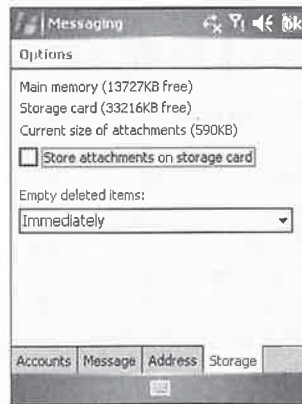 Messaging
ok
Options
Main memory (13727KB free)
Storage card (33216KB free)
Current size of attachments (590KB)
Store attachments on storage card
Empty deleted items:
Immediately
Accounts Message Address Storage